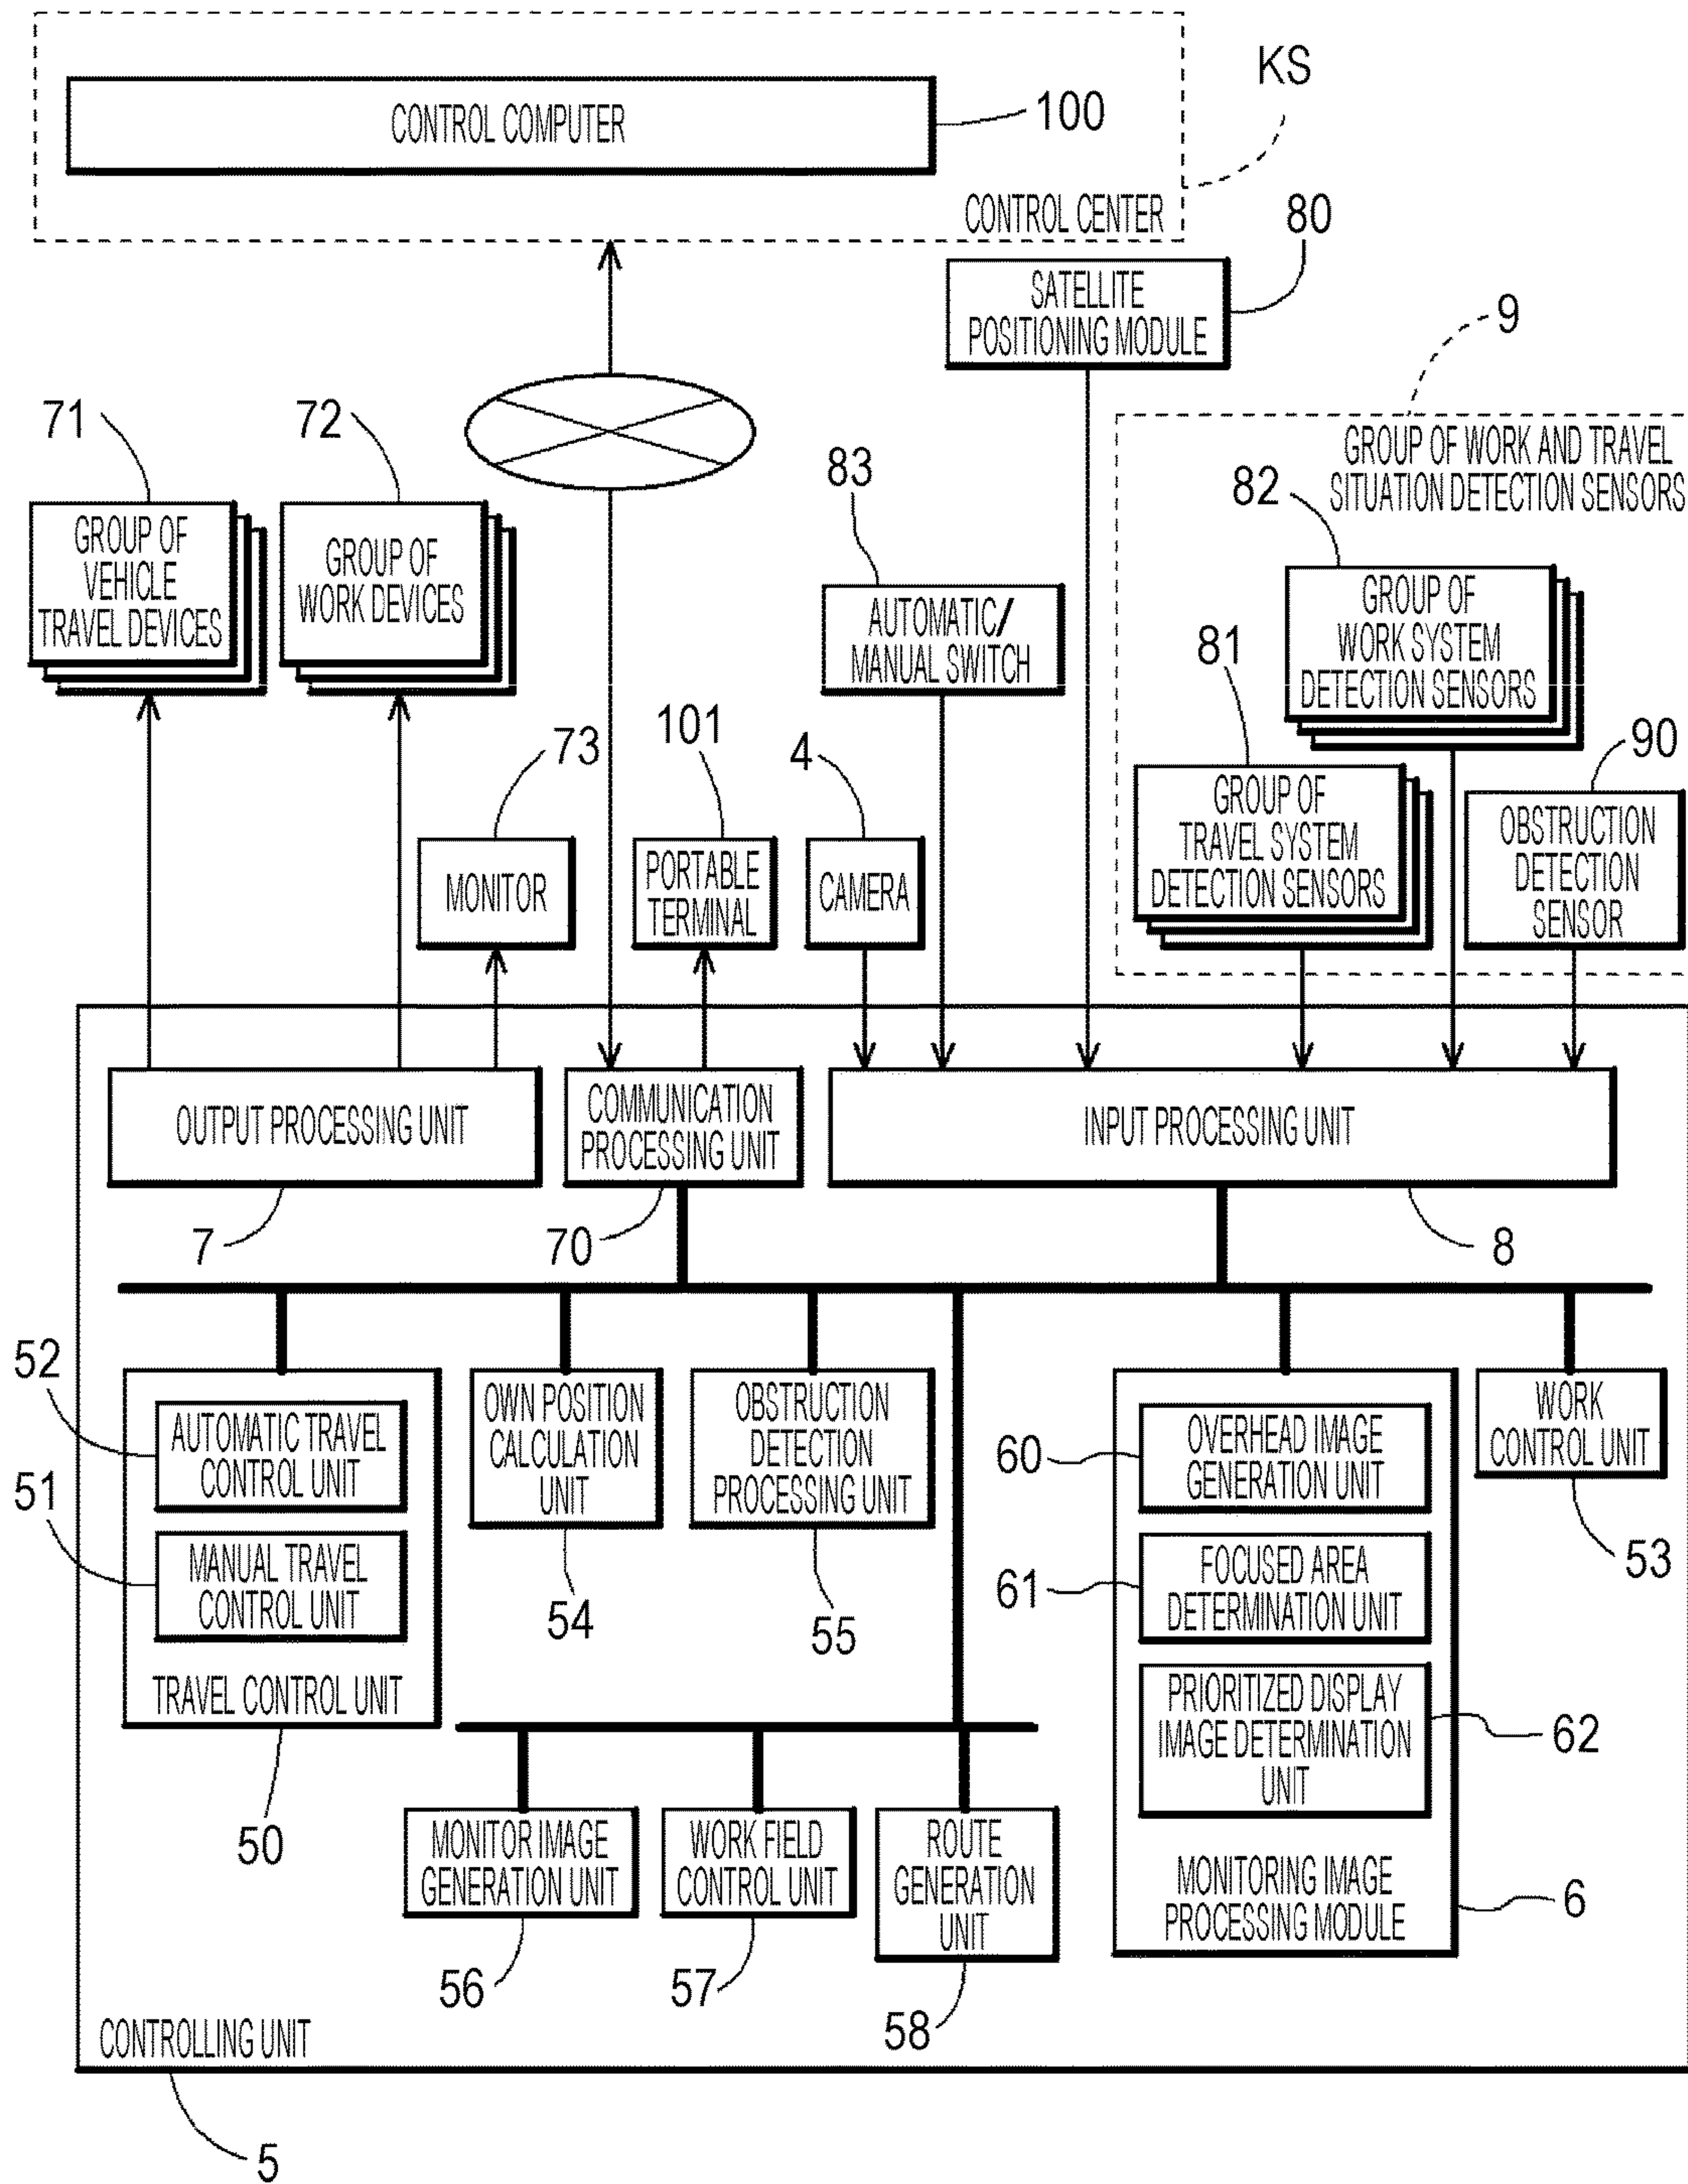 KS
CONTROL COMPUTER
100
CONTROL CENTER
80
SATELLITE
POSITIONING MODULE
9
GROUP OF WORK AND TRAVEL
SITUATION DETECTION SENSORS
71
GROUP OF
VEHICLE
TRAVEL DEVICES
72
GROUP OF
WORK DEVICES
83
AUTOMATIC/
MANUAL SWITCH
82
GROUP OF
WORK SYSTEM
DETECTION SENSORS
81
GROUP OF
TRAVEL SYSTEM
DETECTION SENSORS
90
OBSTRUCTION
DETECTION
SENSOR
73
MONITOR
101
PORTABLE
TERMINAL
4
CAMERA
OUTPUT PROCESSING UNIT
7
COMMUNICATION
PROCESSING UNIT
70
INPUT PROCESSING UNIT
8
52
AUTOMATIC TRAVEL
CONTROL UNIT
51
MANUAL TRAVEL
CONTROL UNIT
TRAVEL CONTROL UNIT
50
OWN POSITION
CALCULATION
UNIT
54
OBSTRUCTION
DETECTION
PROCESSING UNIT
55
60
OVERHEAD IMAGE
GENERATION UNIT
61
FOCUSED AREA
DETERMINATION UNIT
PRIORITIZED DISPLAY
IMAGE DETERMINATION
UNIT
62
MONITORING IMAGE
PROCESSING MODULE
6
WORK
CONTROL UNIT
53
MONITOR IMAGE
GENERATION UNIT
56
WORK FIELD
CONTROL UNIT
57
ROUTE
GENERATION
UNIT
58
CONTROLLING UNIT
5